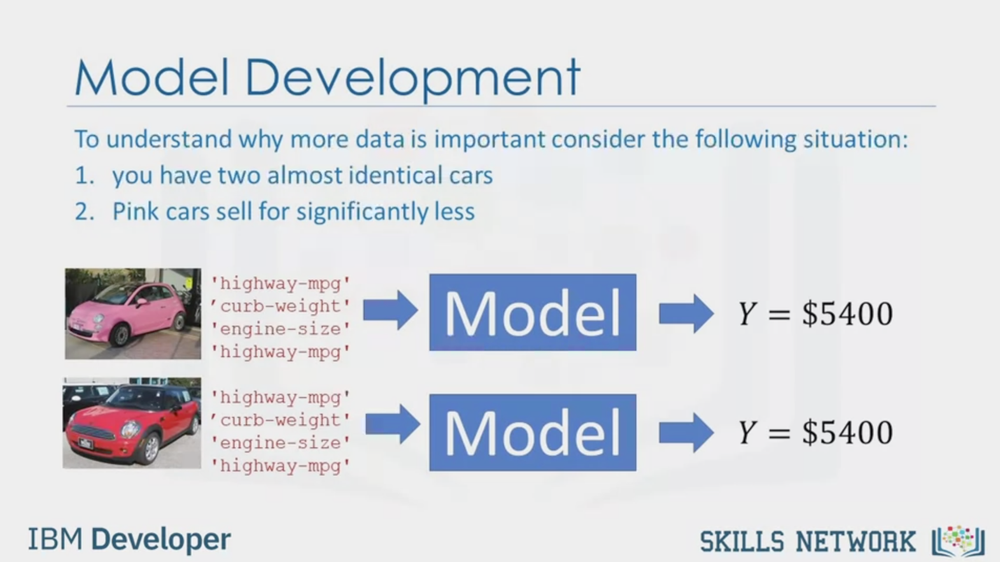 Model Development
To understand why more data is important consider the following situation:
1. you have two almost identical cars
2. Pink cars sell for significantly less
'highway-mpg'
’curb-weight'
'engine-size'
'highway-mpg'
Model
Y = $5400
'highway-mpg'
’curb-weight'
'engine-size'
'highway-mpg'
Model
Y = $5400
IBM Developer
SKILLS NETWORK